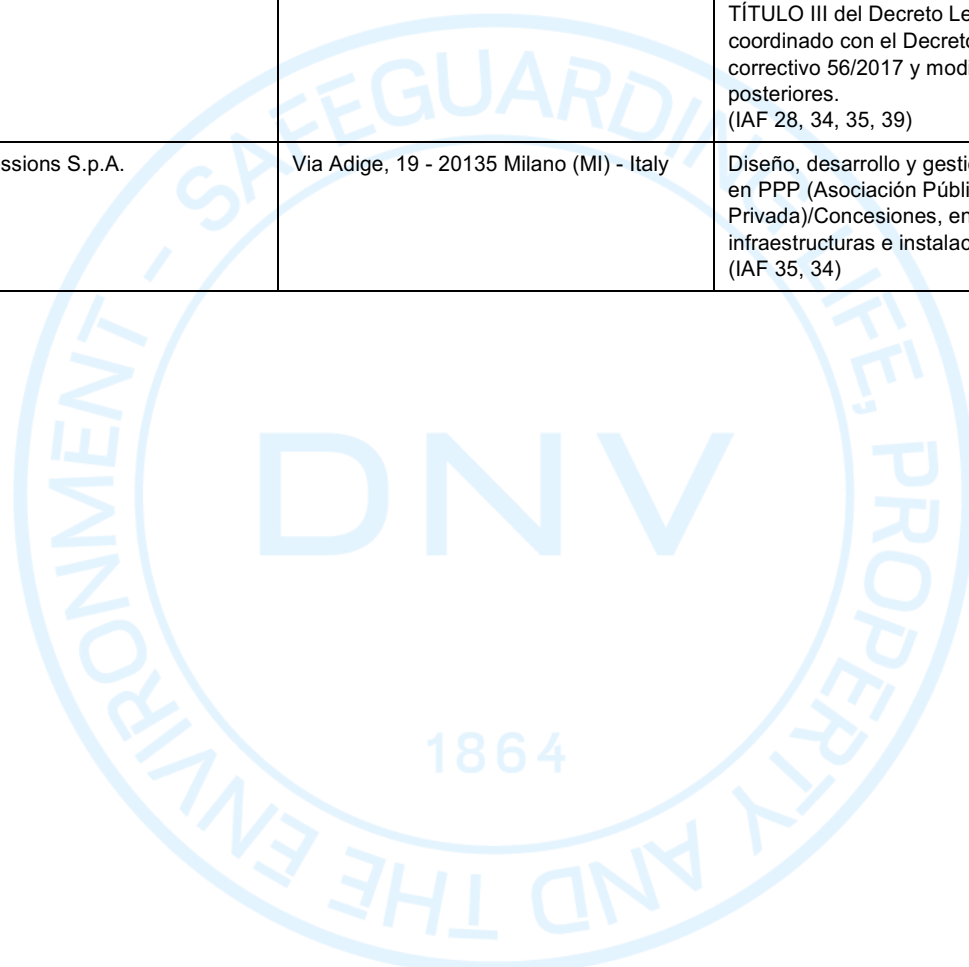 TÍTULO III del Decreto Le
coordinado con el Decreto
correctivo 56/2017 y modi
posteriores.
(IAF 28, 34, 35, 39)
ssions S.p.A.
Via Adige, 19 - 20135 Milano (MI) - Italy
Diseño, desarrollo y gesti
en PPP (Asociación Públi
Privada)/Concesiones, en
infraestructuras e instalac
(IAF 35, 34)
SAFEGUARDING LIFE, PROPERTY AND THE ENVIRONMENT -
DNV
1864